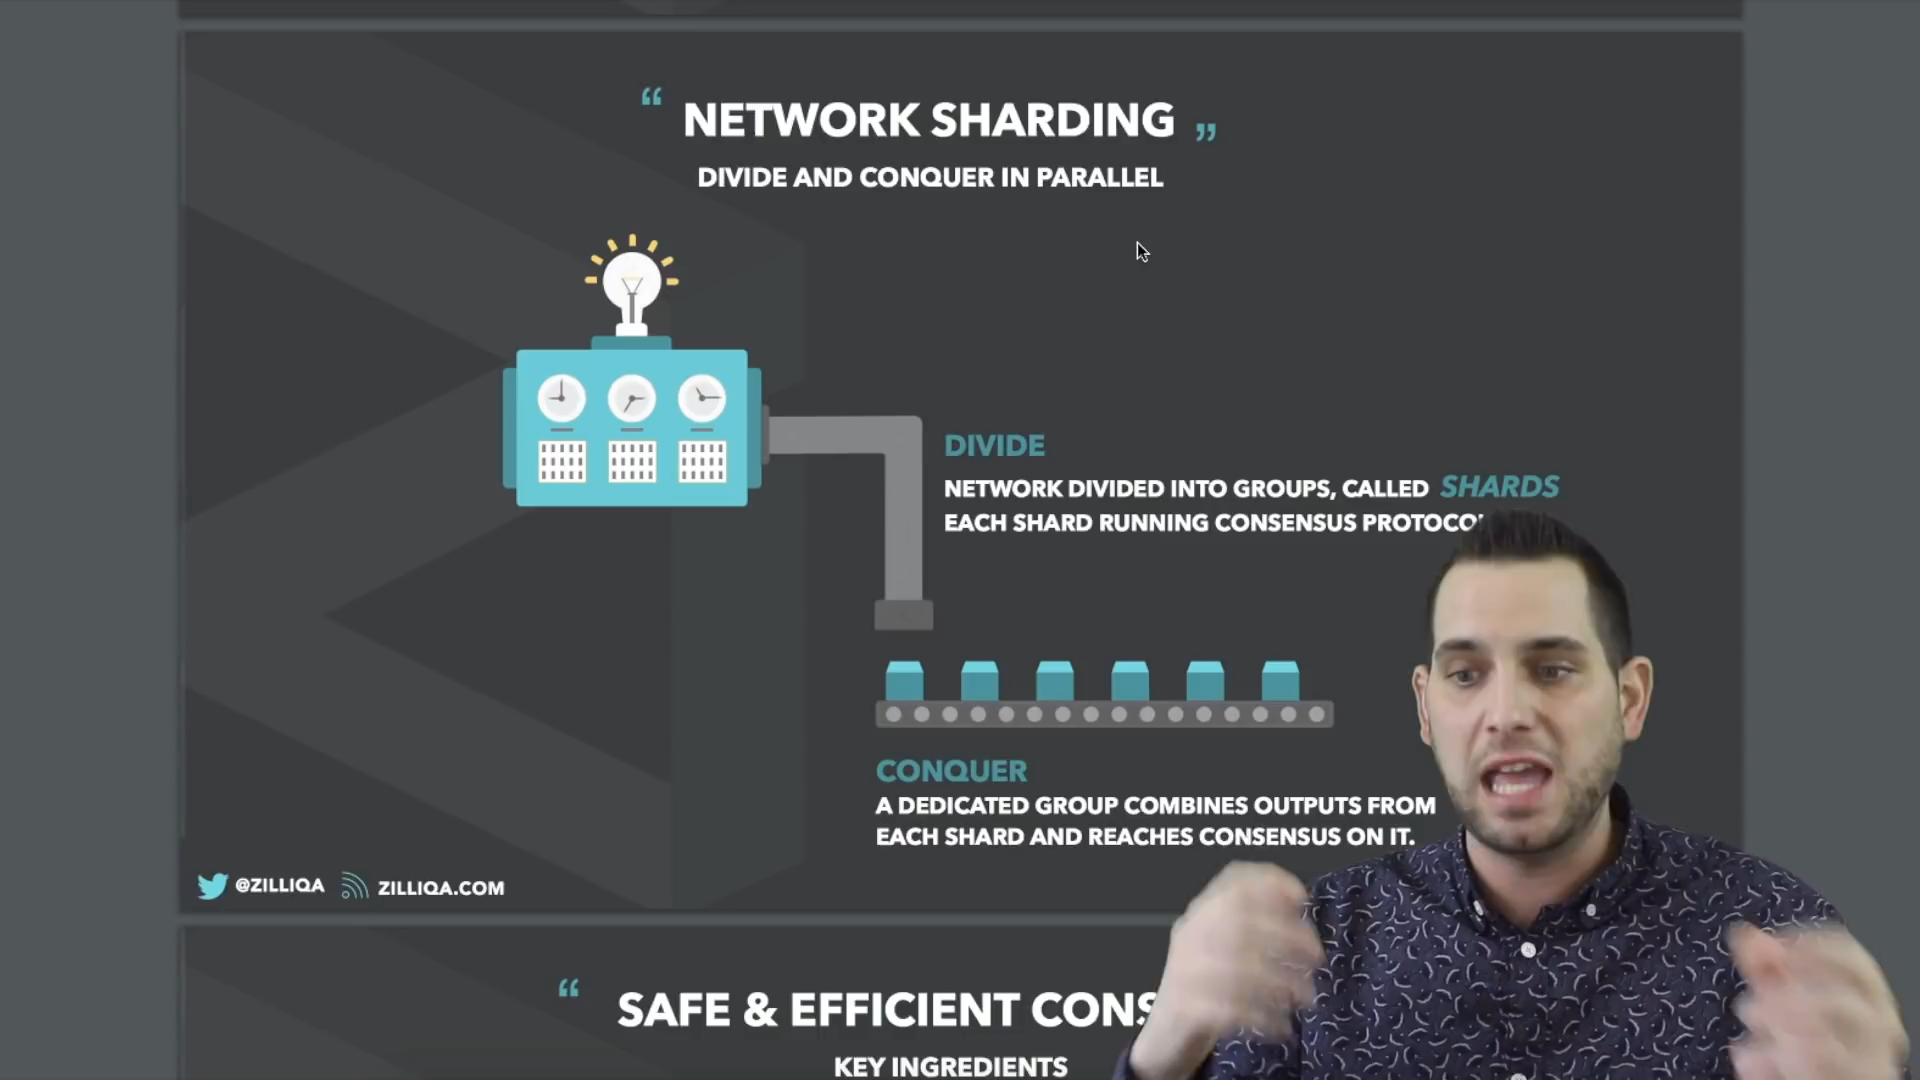 “ NETWORK SHARDING ”
DIVIDE AND CONQUER IN PARALLEL
DIVIDE
NETWORK DIVIDED INTO GROUPS, CALLED SHARDS
EACH SHARD RUNNING CONSENSUS PROTOCOL
CONQUER
A DEDICATED GROUP COMBINES OUTPUTS FROM
EACH SHARD AND REACHES CONSENSUS ON IT.
@ZILLIQA ZILLIQA.COM
“ SAFE & EFFICIENT CONS
KEY INGREDIENTS